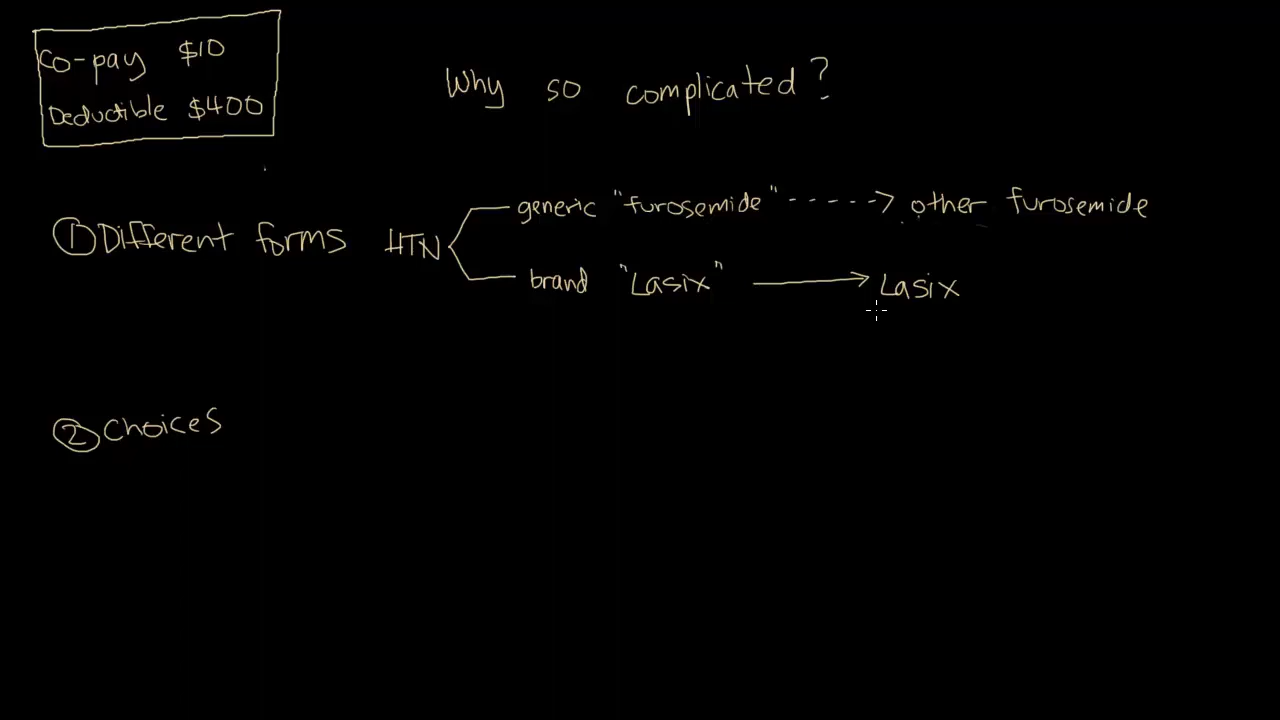 Co-pay $10
Deductible $400
Why so complicated?
① Different forms HTN
generic "furosemide" -----> other furosemide
brand "Lasix" ⟶ Lasix
② Choices